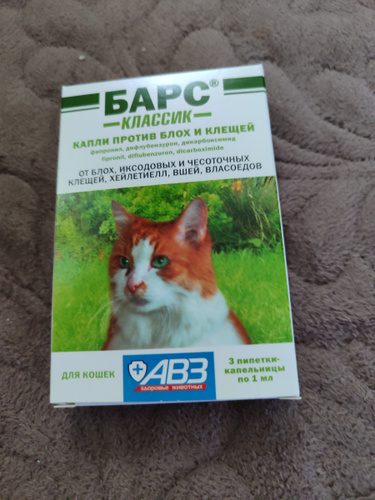 БАРС®
КЛАССИК
КАПЛИ ПРОТИВ БЛОХ И КЛЕЩЕЙ
фипронил, дифлубензурон, дикарбоксимид
fipronil, diflubenzuron, dicarboximide
ОТ БЛОХ, ИКСОДОВЫХ И ЧЕСОТОЧНЫХ
КЛЕЩЕЙ, ХЕЙЛЕТИЕЛЛ, ВШЕЙ, ВЛАСОЕДОВ
ДЛЯ КОШЕК
АВЗ
ЗДОРОВЬЕ ЖИВОТНЫХ
3 ПИПЕТКИ-
КАПЕЛЬНИЦЫ
ПО 1 МЛ